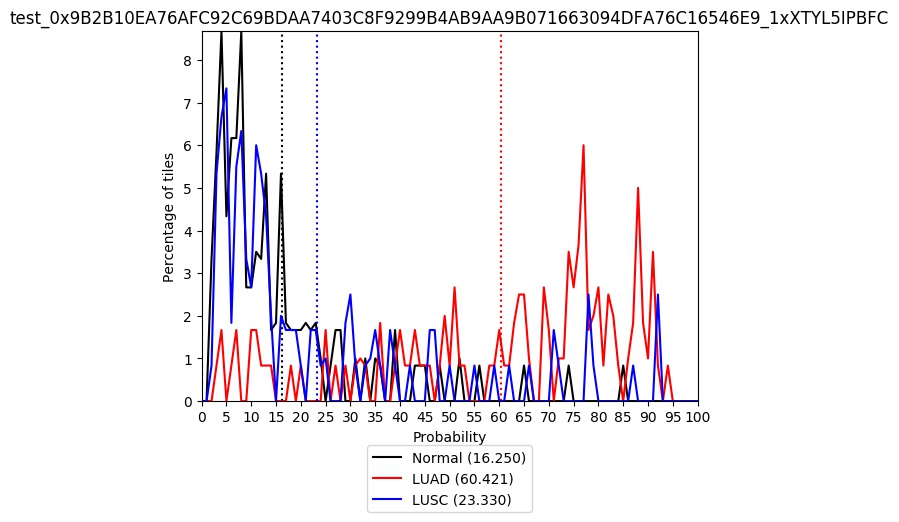 test_0x9B2B10EA76AFC92C69BDAA7403C8F9299B4AB9AA9B071663094DFA76C16546E9_1xXTYL5IPBFC
8
7
6
5
4
3
2
1
0
Percentage of tiles
0 5 10 15 20 25 30 35 40 45 50 55 60 65 70 75 80 85 90 95 100
Probability
Normal (16.250)
LUAD (60.421)
LUSC (23.330)